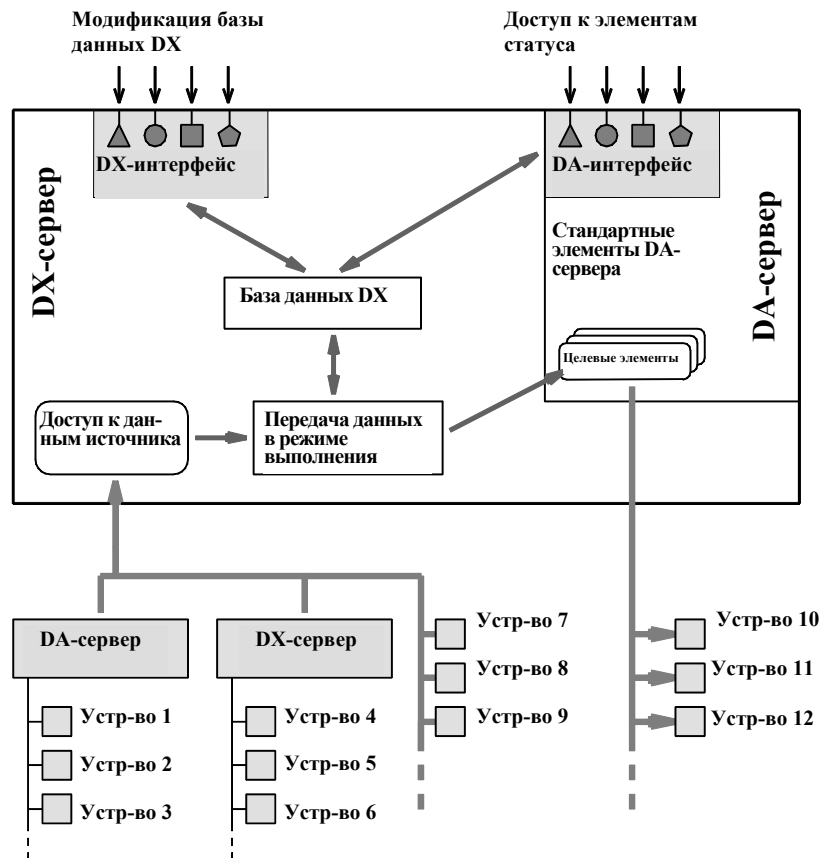 Модификация базы
данных DX
Доступ к элементам
статуса
DX-интерфейс
DA-интерфейс
DX-сервер
DA-сервер
Стандартные
элементы DA-
сервера
База данных DX
Целевые элементы
Доступ к дан-
ным источника
Передача данных
в режиме
выполнения
DA-сервер
DX-сервер
Устр-во 1
Устр-во 2
Устр-во 3
Устр-во 4
Устр-во 5
Устр-во 6
Устр-во 7
Устр-во 8
Устр-во 9
Устр-во 10
Устр-во 11
Устр-во 12